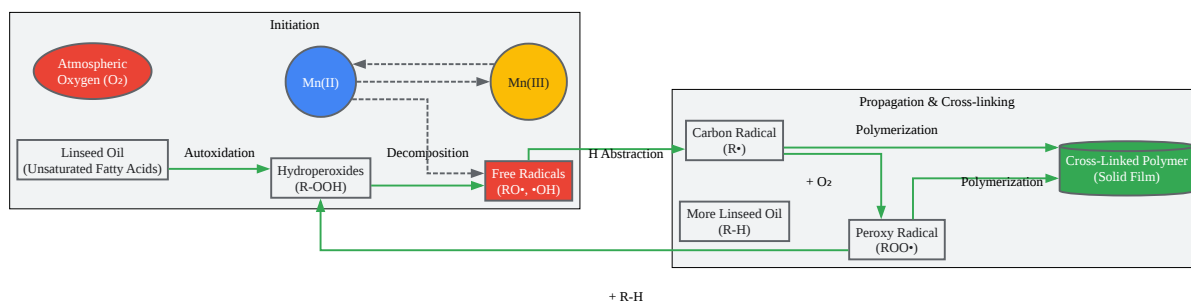 Initiation
Atmospheric
Oxygen (O₂)
Mn(II)
Mn(III)
Linseed Oil
(Unsaturated Fatty Acids)
Autoxidation
Hydroperoxides
(R-OOH)
Decomposition
Free Radicals
(RO•, •OH)
H Abstraction
Propagation & Cross-linking
Carbon Radical
(R•)
Polymerization
Cross-Linked Polymer
(Solid Film)
+ O₂
Polymerization
More Linseed Oil
(R-H)
Peroxy Radical
(ROO•)
+ R-H